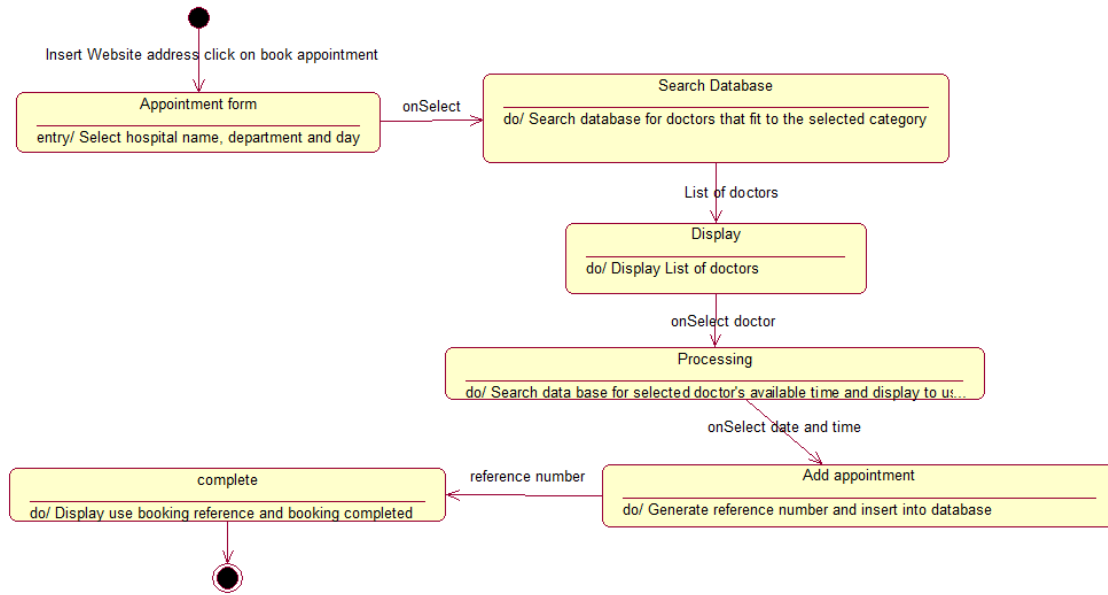 Insert Website address click on book appointment
Appointment form
entry/ Select hospital name, department and day
onSelect
Search Database
do/ Search database for doctors that fit to the selected category
List of doctors
Display
do/ Display List of doctors
onSelect doctor
Processing
do/ Search data base for selected doctor's available time and display to us...
onSelect date and time
Add appointment
do/ Generate reference number and insert into database
reference number
complete
do/ Display use booking reference and booking completed